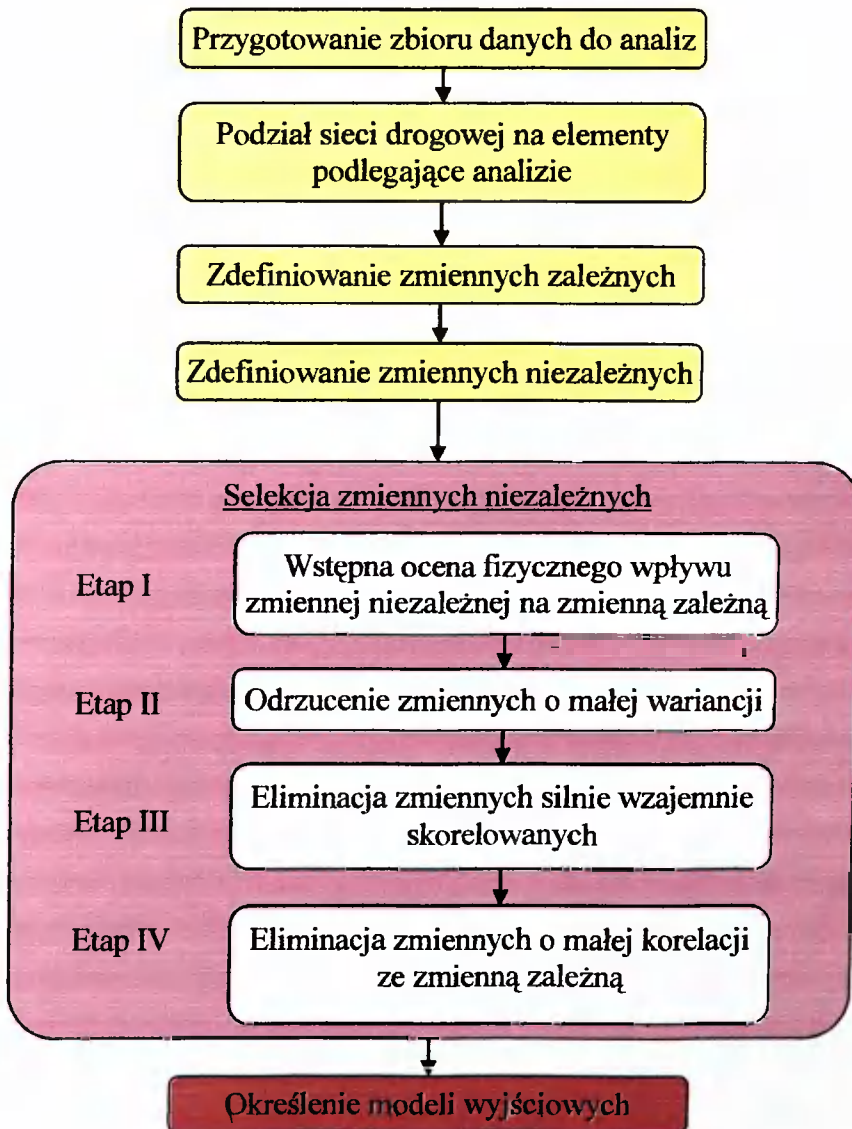 Przygotowanie zbioru danych do analiz
Podział sieci drogowej na elementy
podlegające analizie
Zdefiniowanie zmiennych zależnych
Zdefiniowanie zmiennych niezależnych
Selekcja zmiennych niezależnych
Etap I
Wstępna ocena fizycznego wpływu
zmiennej niezależnej na zmienną zależną
Etap II
Odrzucenie zmiennych o małej wariancji
Etap III
Eliminacja zmiennych silnie wzajemnie
skorelowanych
Etap IV
Eliminacja zmiennych o małej korelacji
ze zmienną zależną
Określenie modeli wyjściowych